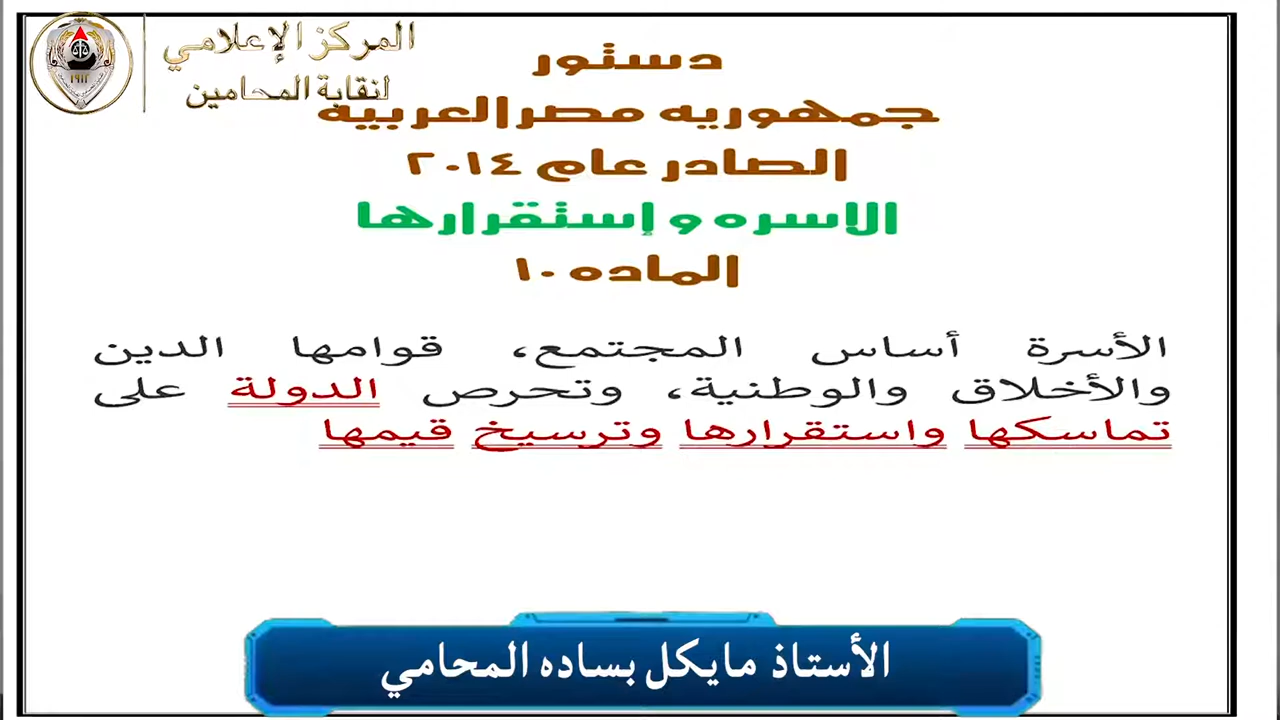 المركز الإعلامي
لنقابة المحامين
١٩١٢
دستور
جمهوريه مصر العربية
الصادر عام ٢٠١٤
الاسره و إستقرارها
الماده ١٠
الأسرة أساس المجتمع، قوامها الدين
والأخلاق والوطنية، وتحرص الدولة على
تماسكها واستقرارها وترسيخ قيمها
الأستاذ مايكل بساده المحامي